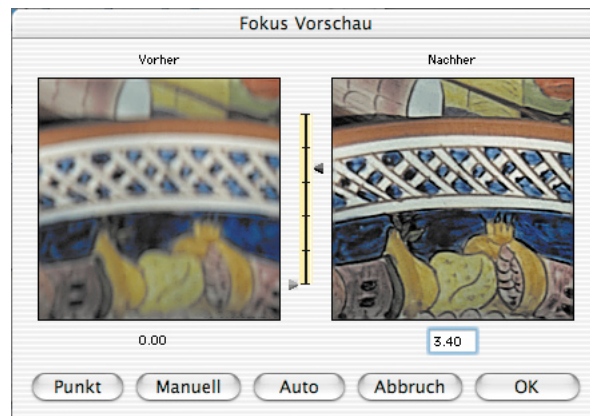 Fokus Vorschau
Vorher Nachher
0.00 3.40
Punkt Manuell Auto Abbruch OK